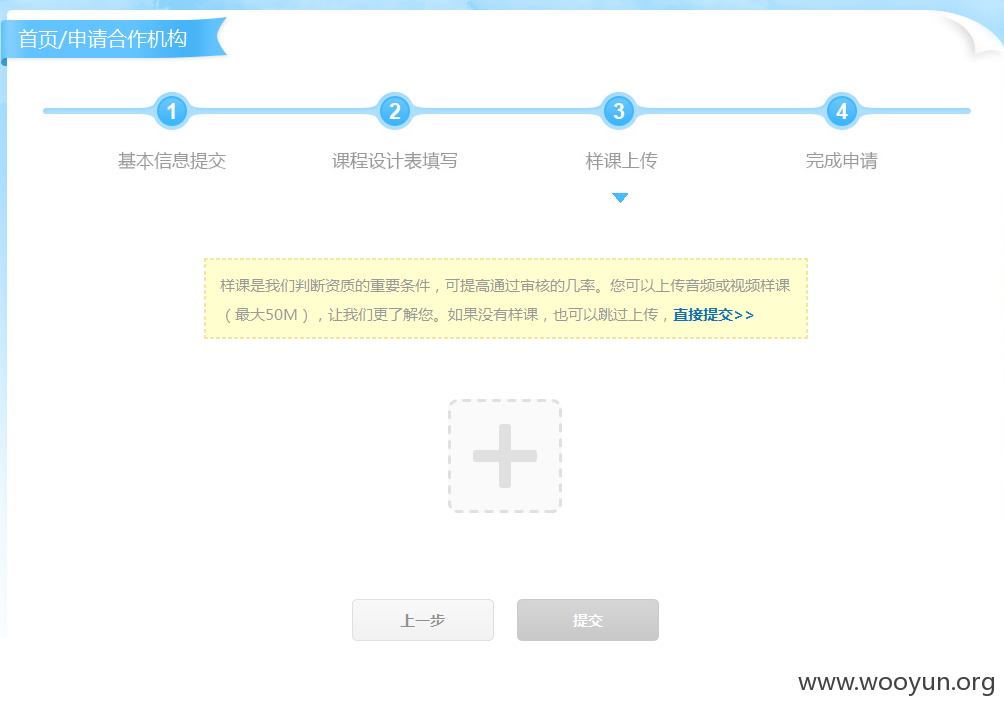 首页/申请合作机构
1
2
3
4
基本信息提交
课程设计表填写
样课上传
完成申请
样课是我们判断资质的重要条件，可提高通过审核的几率。您可以上传音频或视频样课
（最大50M），让我们更了解您。如果没有样课，也可以跳过上传，直接提交>>
上一步
提交
www.wooyun.org